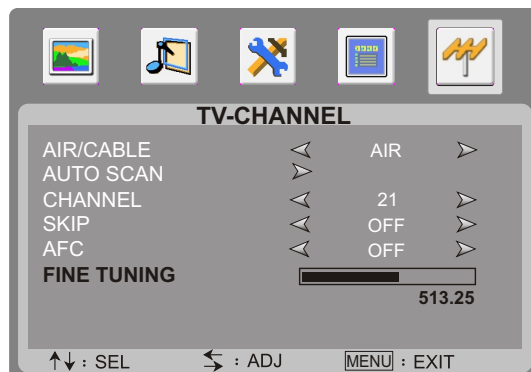 TV-CHANNEL
AIR/CABLE AIR
AUTO SCAN
CHANNEL 21
SKIP OFF
AFC OFF
FINE TUNING
513.25
: SEL : ADJ MENU : EXIT